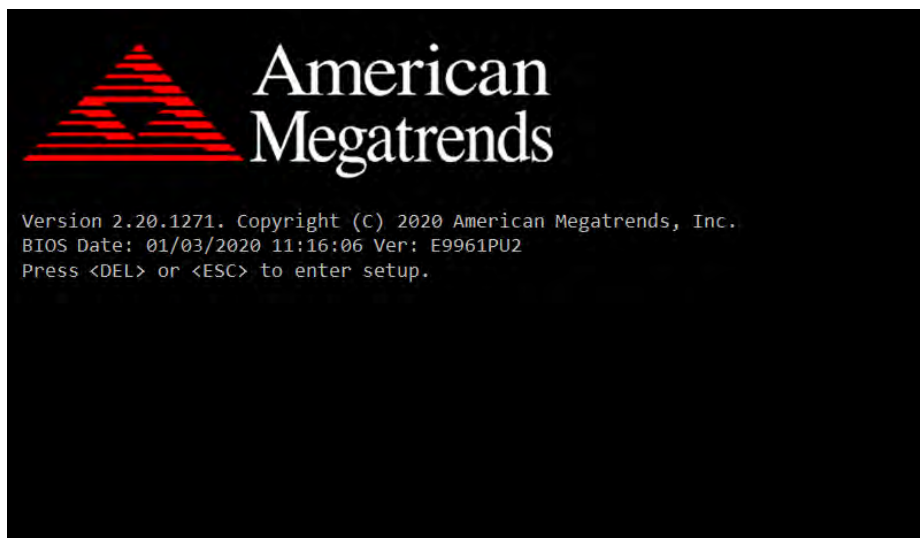 American
Megatrends
Version 2.20.1271. Copyright (C) 2020 American Megatrends, Inc.
BIOS Date: 01/03/2020 11:16:06 Ver: E9961PU2
Press <DEL> or <ESC> to enter setup.